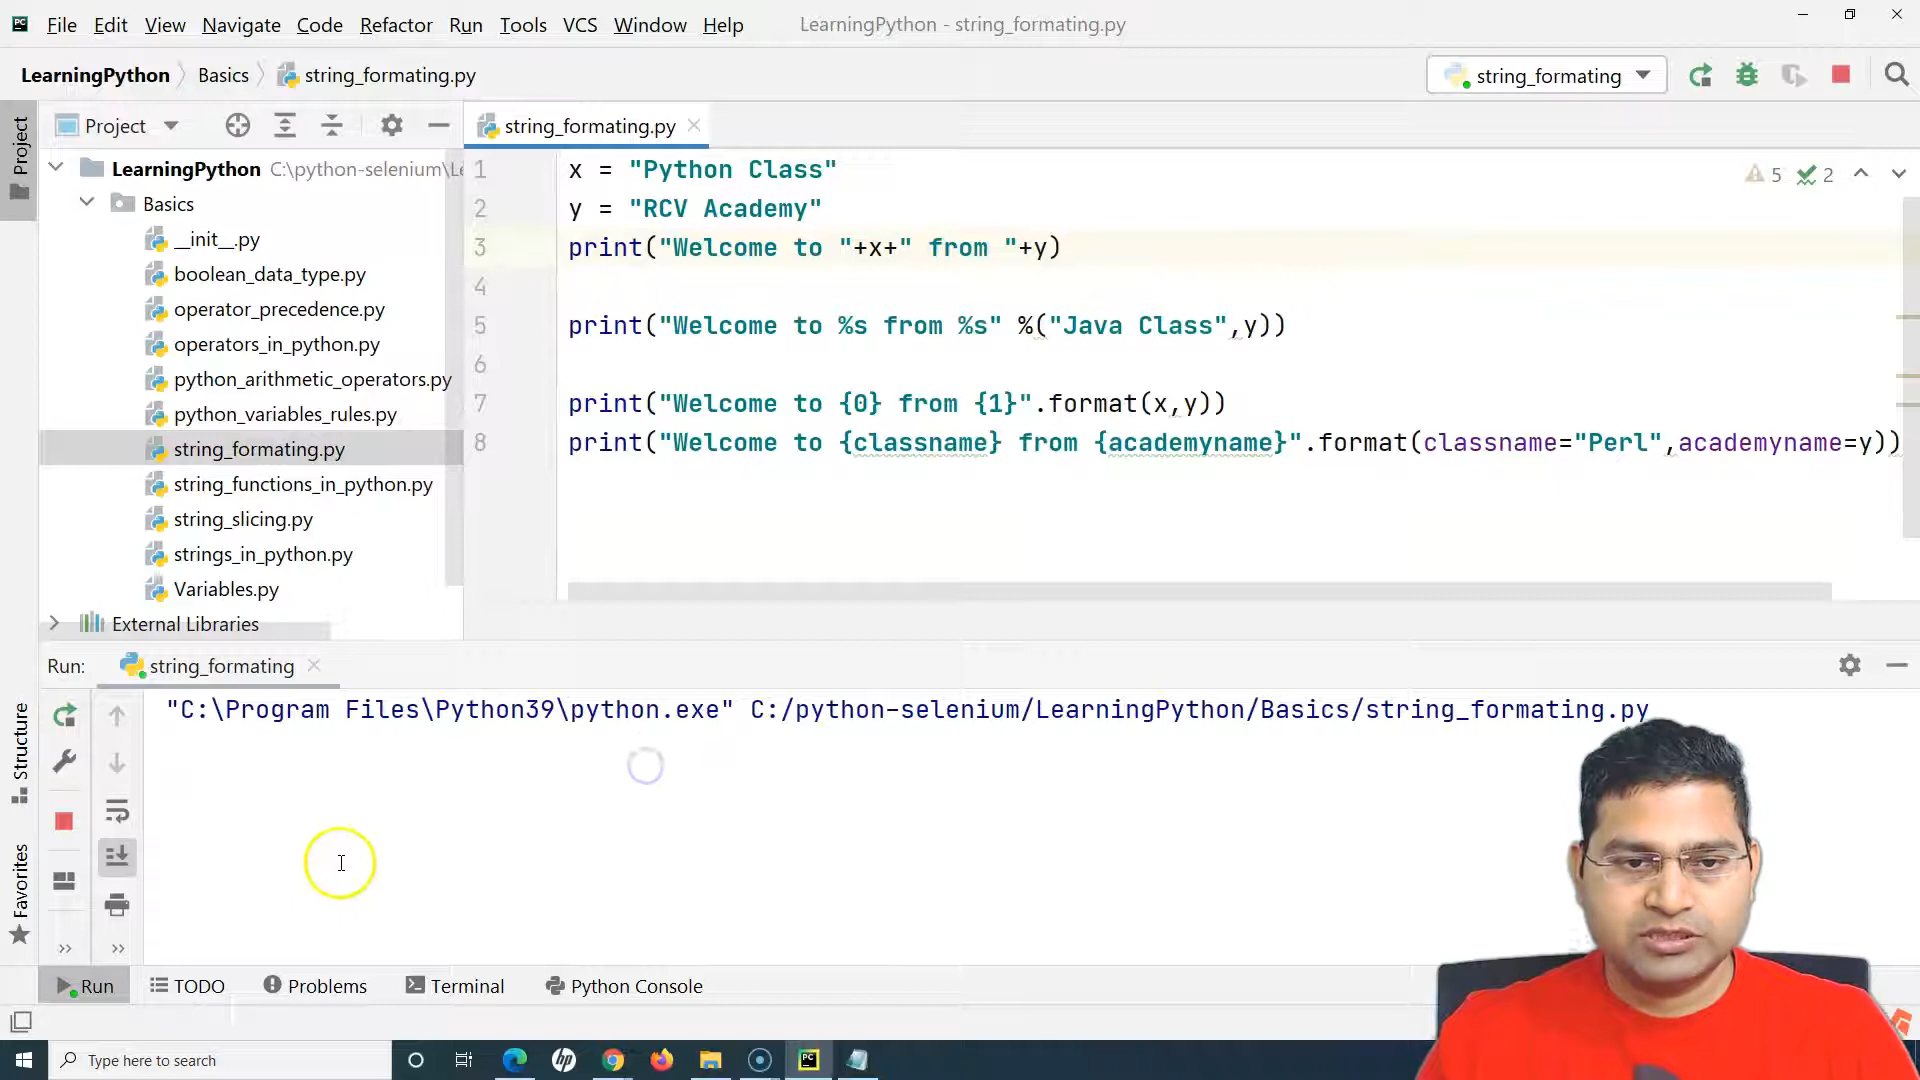 File Edit View Navigate Code Refactor Run Tools VCS Window Help LearningPython - string_formating.py
LearningPython Basics string_formating.py string_formating
Project string_formating.py
Project
LearningPython C:\python-selenium\Le
Basics
__init__.py
boolean_data_type.py
operator_precedence.py
operators_in_python.py
python_arithmetic_operators.py
python_variables_rules.py
string_formating.py
string_functions_in_python.py
string_slicing.py
strings_in_python.py
Variables.py
External Libraries
1 x = "Python Class"
2 y = "RCV Academy"
3 print("Welcome to "+x+" from "+y)
4
5 print("Welcome to %s from %s" %("Java Class",y))
6
7 print("Welcome to {0} from {1}".format(x,y))
8 print("Welcome to {classname} from {academyname}".format(classname="Perl",academyname=y))
5 2
Run: string_formating
"C:\Program Files\Python39\python.exe" C:/python-selenium/LearningPython/Basics/string_formating.py
Structure
Favorites
Run TODO Problems Terminal Python Console
Type here to search
hp
PC